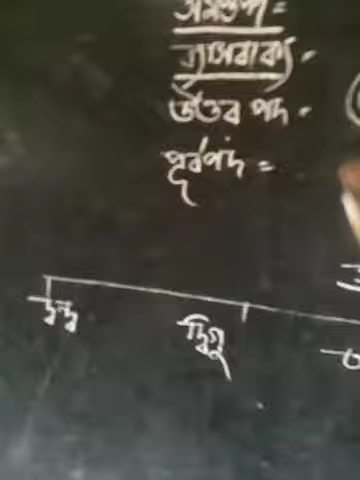 সমস্তপদ =
ব্যাসবাক্য -
উত্তর পদ -
পূর্বপদ =
দ্বন্দ্ব
দ্বিগু